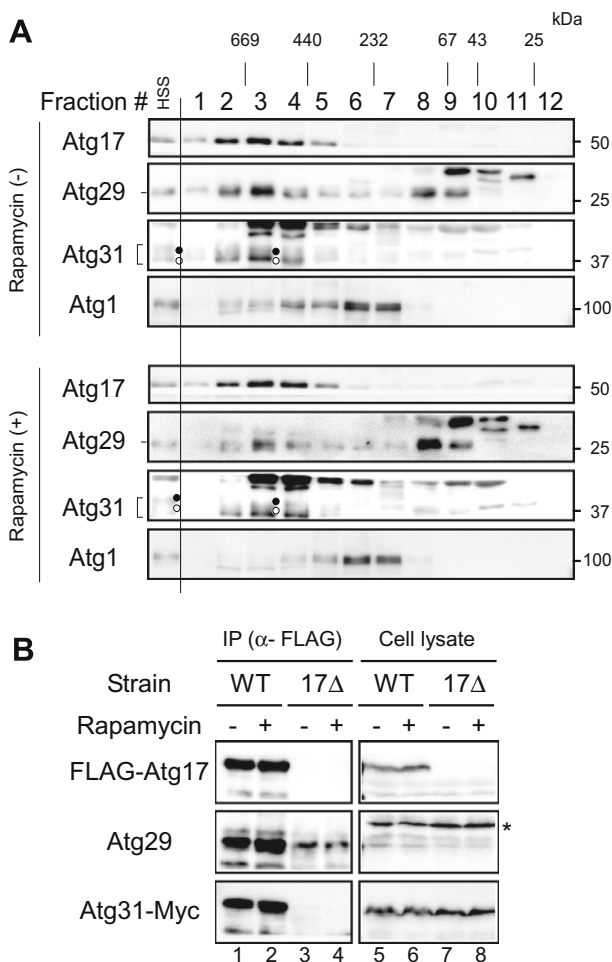 A
kDa
669 440 232 67 43 25
Fraction # HSS 1 2 3 4 5 6 7 8 9 10 11 12
Rapamycin (-)
Atg17 50
Atg29 25
Atg31 37
Atg1 100
Rapamycin (+)
Atg17 50
Atg29 25
Atg31 37
Atg1 100
B
IP (α- FLAG) Cell lysate
Strain WT 17Δ WT 17Δ
Rapamycin - + - + - + - +
FLAG-Atg17
Atg29 *
Atg31-Myc
1 2 3 4 5 6 7 8